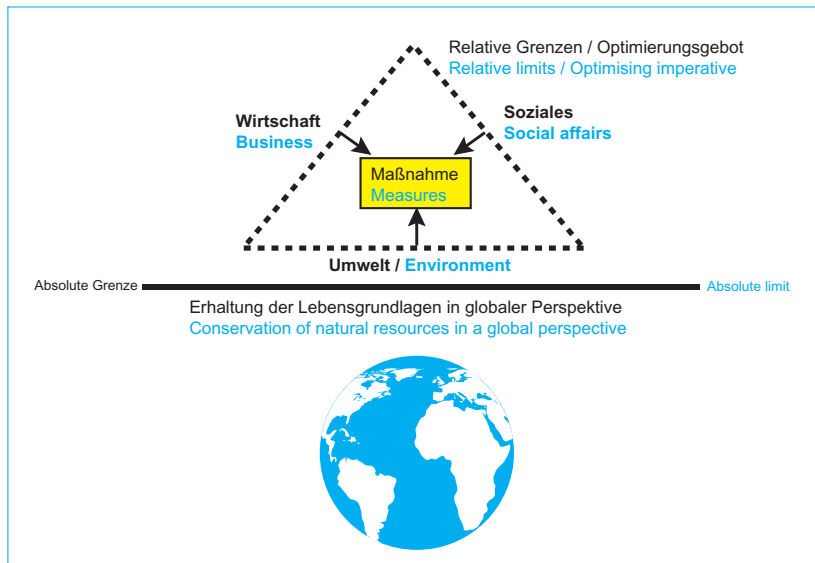 Relative Grenzen / Optimierungsgebot
Relative limits / Optimising imperative
Wirtschaft
Business
Soziales
Social affairs
Maßnahme
Measures
Umwelt / Environment
Absolute Grenze
Absolute limit
Erhaltung der Lebensgrundlagen in globaler Perspektive
Conservation of natural resources in a global perspective